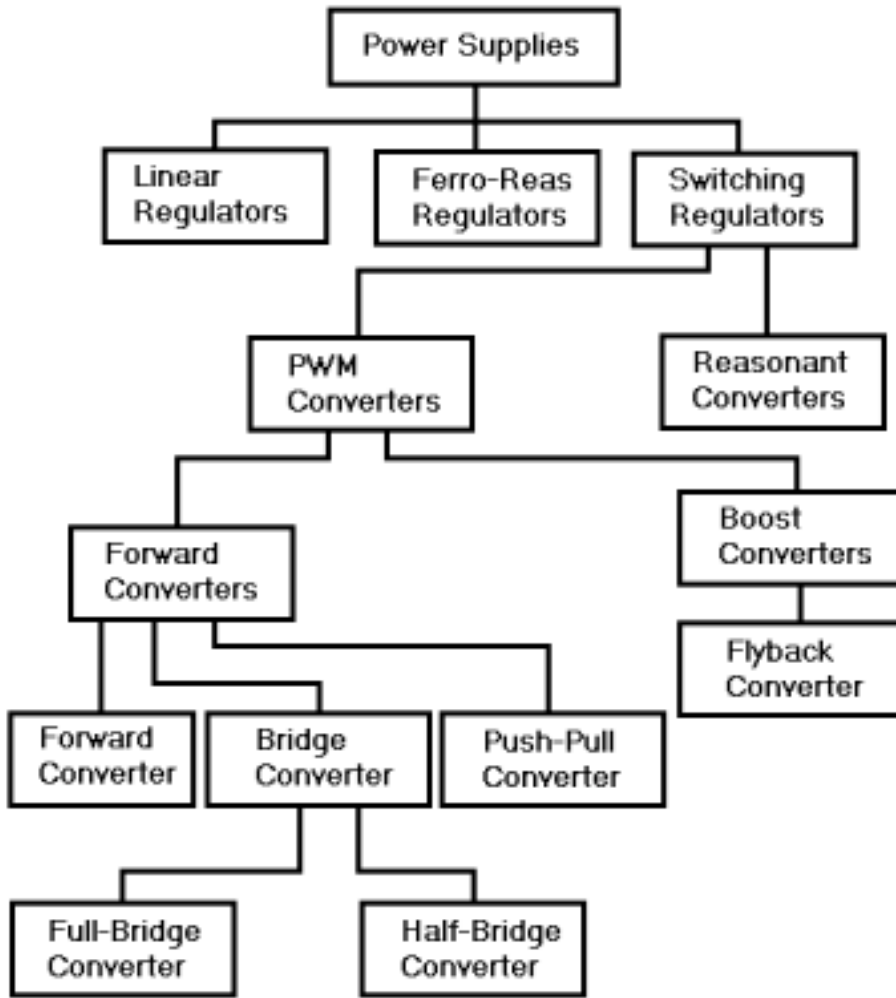 Power Supplies
Linear
Regulators
Ferro-Reas
Regulators
Switching
Regulators
PWM
Converters
Reasonant
Converters
Forward
Converters
Boost
Converters
Flyback
Converter
Forward
Converter
Bridge
Converter
Push-Pull
Converter
Full-Bridge
Converter
Half-Bridge
Converter